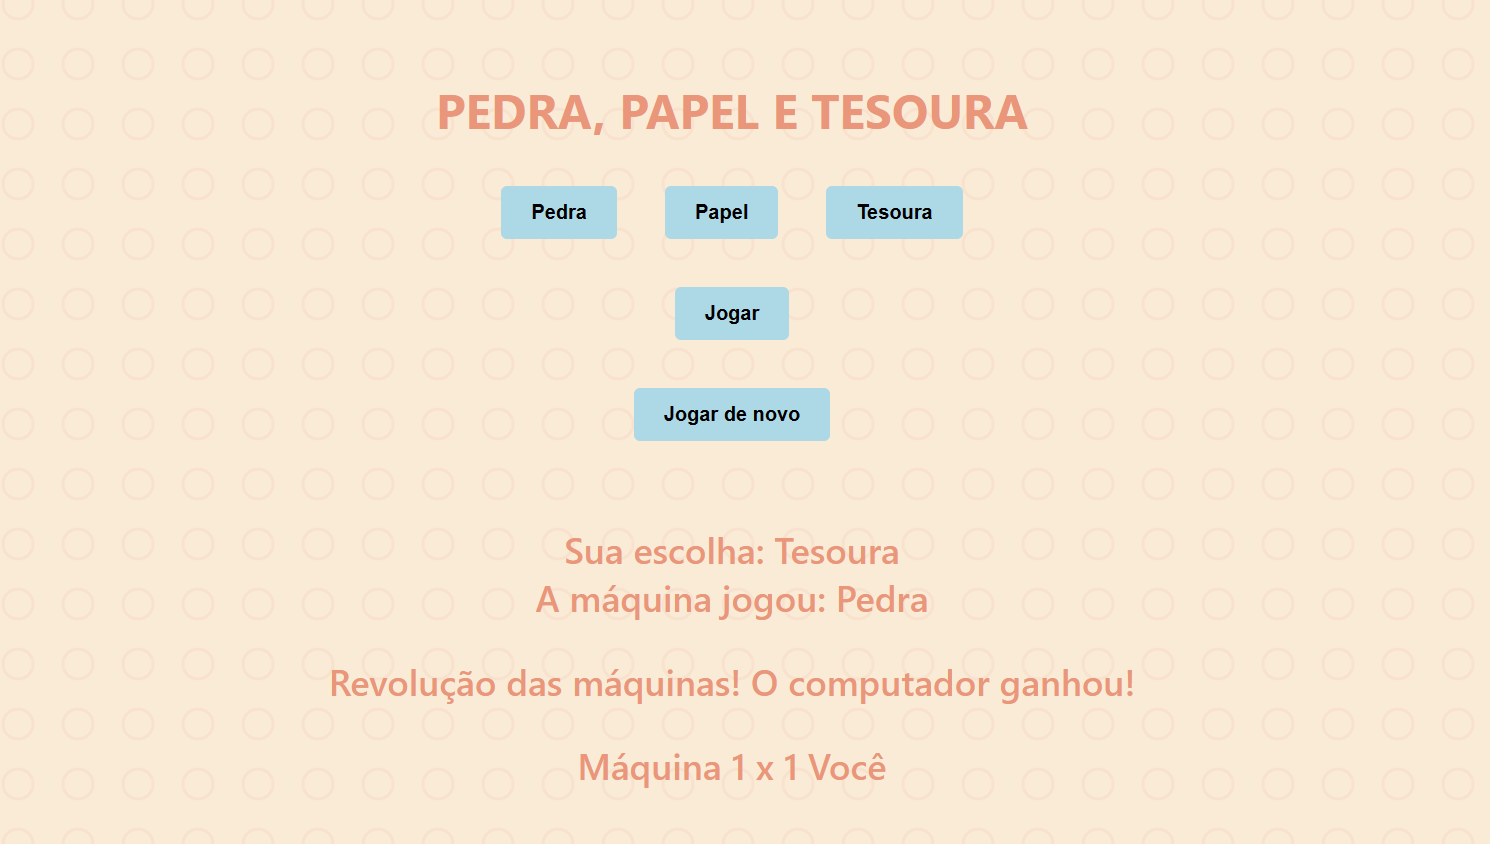 PEDRA, PAPEL E TESOURA
Pedra Papel Tesoura
Jogar
Jogar de novo
Sua escolha: Tesoura
A máquina jogou: Pedra
Revolução das máquinas! O computador ganhou!
Máquina 1 x 1 Você